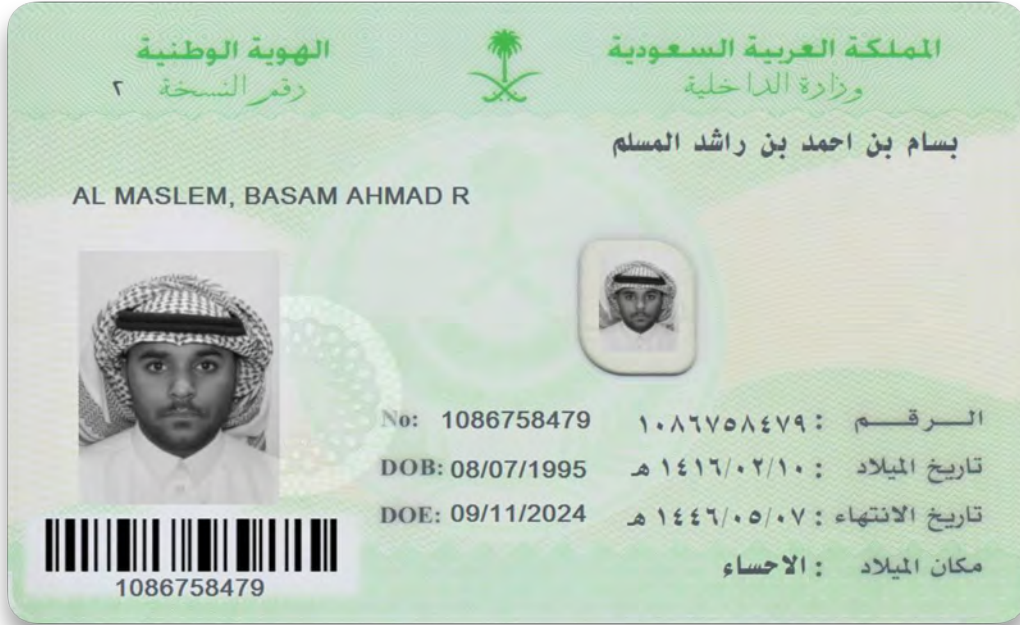 المملكة العربية السعودية
وزارة الداخلية
الهوية الوطنية
رقم النسخة ٢
بسام بن احمد بن راشد المسلم
AL MASLEM, BASAM AHMAD R
الـــرقـــم : ١٠٨٦٧٥٨٤٧٩ No: 1086758479
تاريخ الميلاد : ١٤١٦/٠٢/١٠ هـ DOB: 08/07/1995
تاريخ الانتهاء : ١٤٤٦/٠٥/٠٧ هـ DOE: 09/11/2024
مكان الميلاد : الاحساء
1086758479